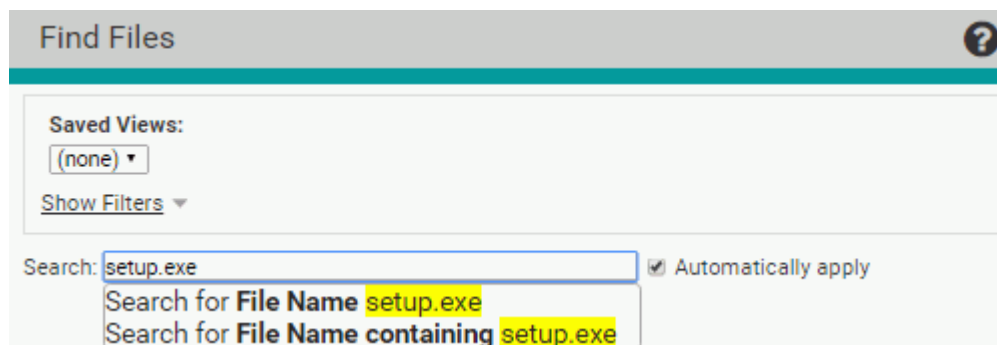 Find Files
?
Saved Views:
(none)
Show Filters
Search: setup.exe Automatically apply
Search for File Name setup.exe
Search for File Name containing setup.exe